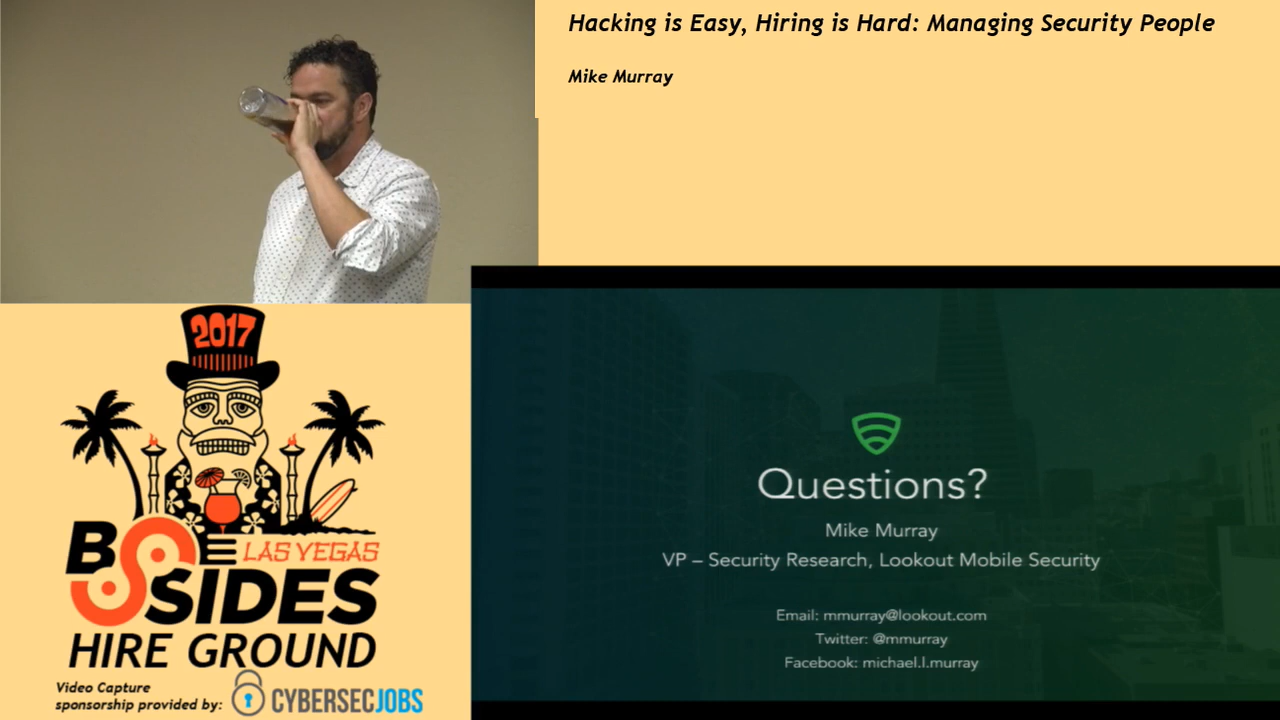 Hacking is Easy, Hiring is Hard: Managing Security People
Mike Murray
2017
BSIDES
LAS VEGAS
HIRE GROUND
Video Capture
sponsorship provided by:
CYBERSECJOBS
Questions?
Mike Murray
VP – Security Research, Lookout Mobile Security
Email: mmurray@lookout.com
Twitter: @mmurray
Facebook: michael.l.murray